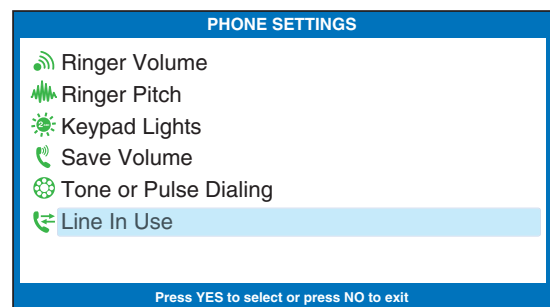 PHONE SETTINGS
Ringer Volume
Ringer Pitch
Keypad Lights
Save Volume
Tone or Pulse Dialing
Line In Use
Press YES to select or press NO to exit